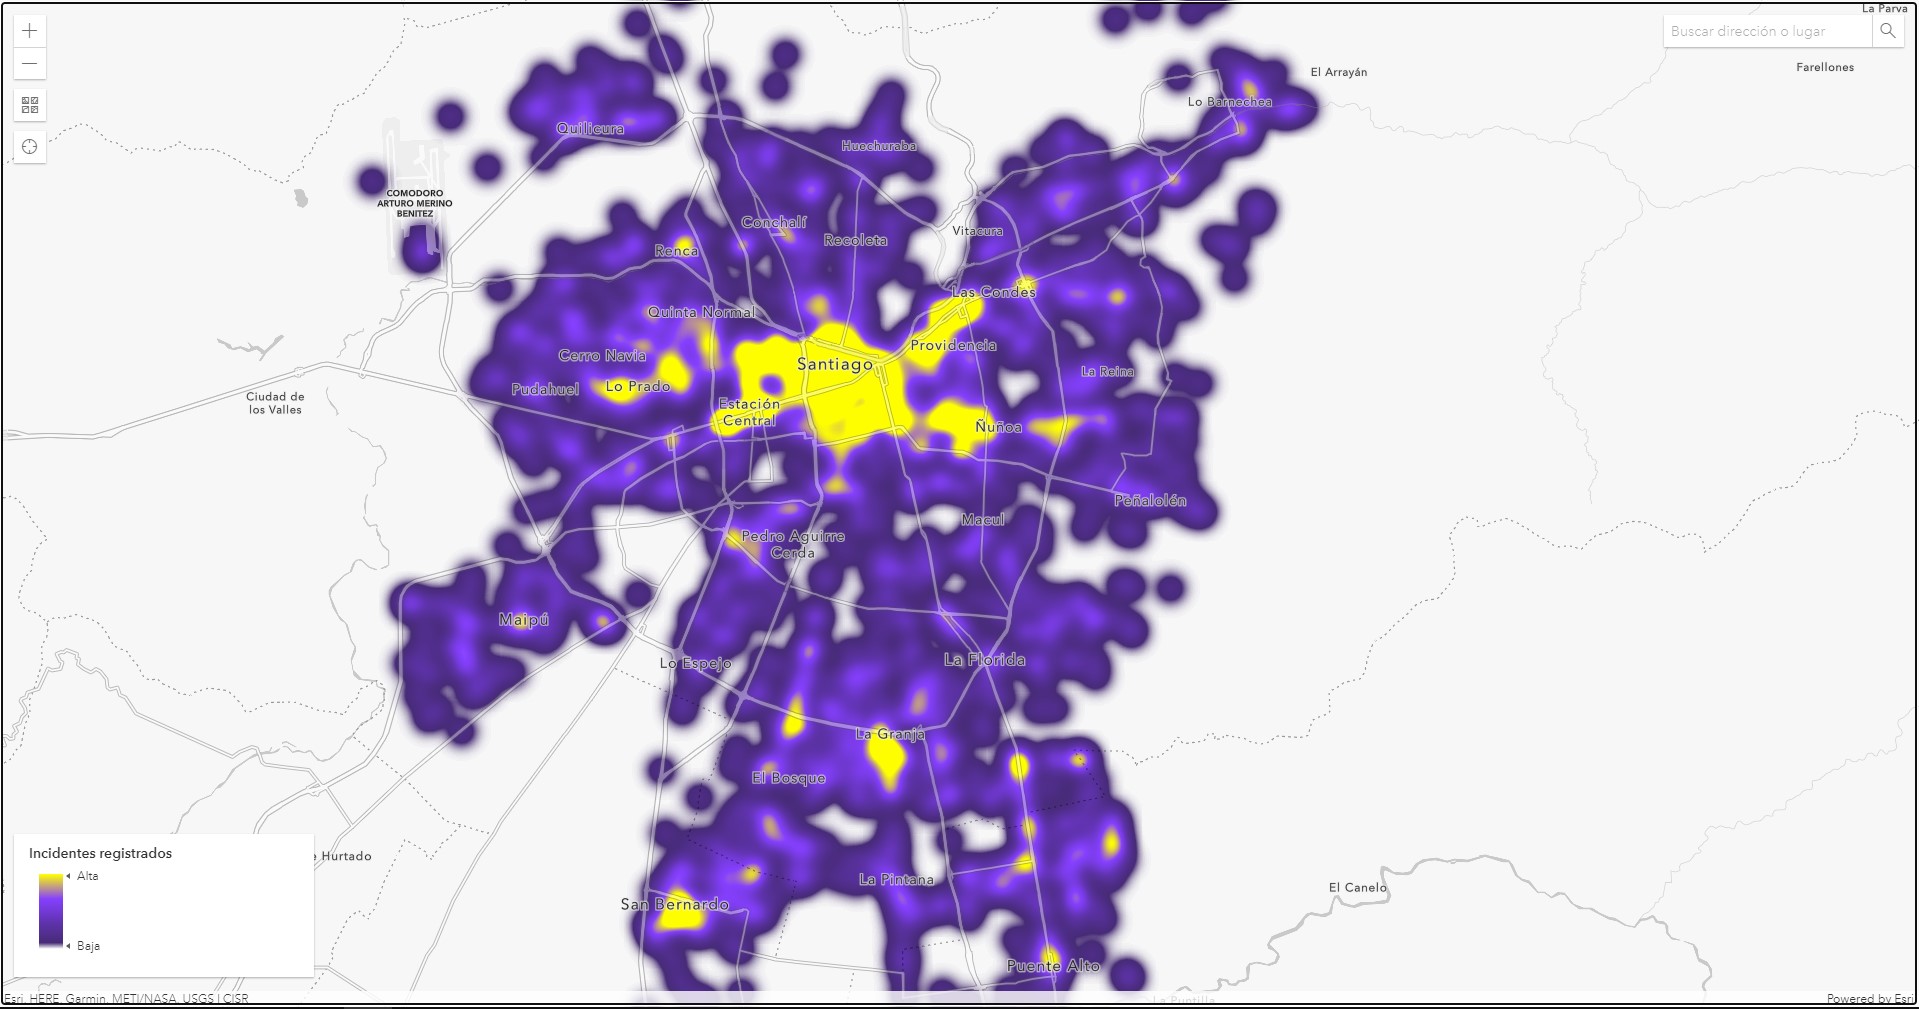 La Parva
Buscar dirección o lugar
Farellones
El Arrayán
Lo Barnechea
Quilicura
Huechuraba
COMODORO
ARTURO MERINO
BENITEZ
Conchalí
Recoleta
Vitacura
Renca
Las Condes
Quinta Normal
Providencia
Cerro Navia
Santiago
La Reina
Pudahuel
Lo Prado
Ciudad de
los Valles
Estación
Central
Ñuñoa
Peñalolén
Macul
Pedro Aguirre
Cerda
Maipú
Lo Espejo
La Florida
La Granja
El Bosque
Incidentes registrados
Alta
Baja
e Hurtado
La Pintana
El Canelo
San Bernardo
Puente Alto
La Puntilla
Esri, HERE, Garmin, METI/NASA, USGS | CISR
Powered by Esri